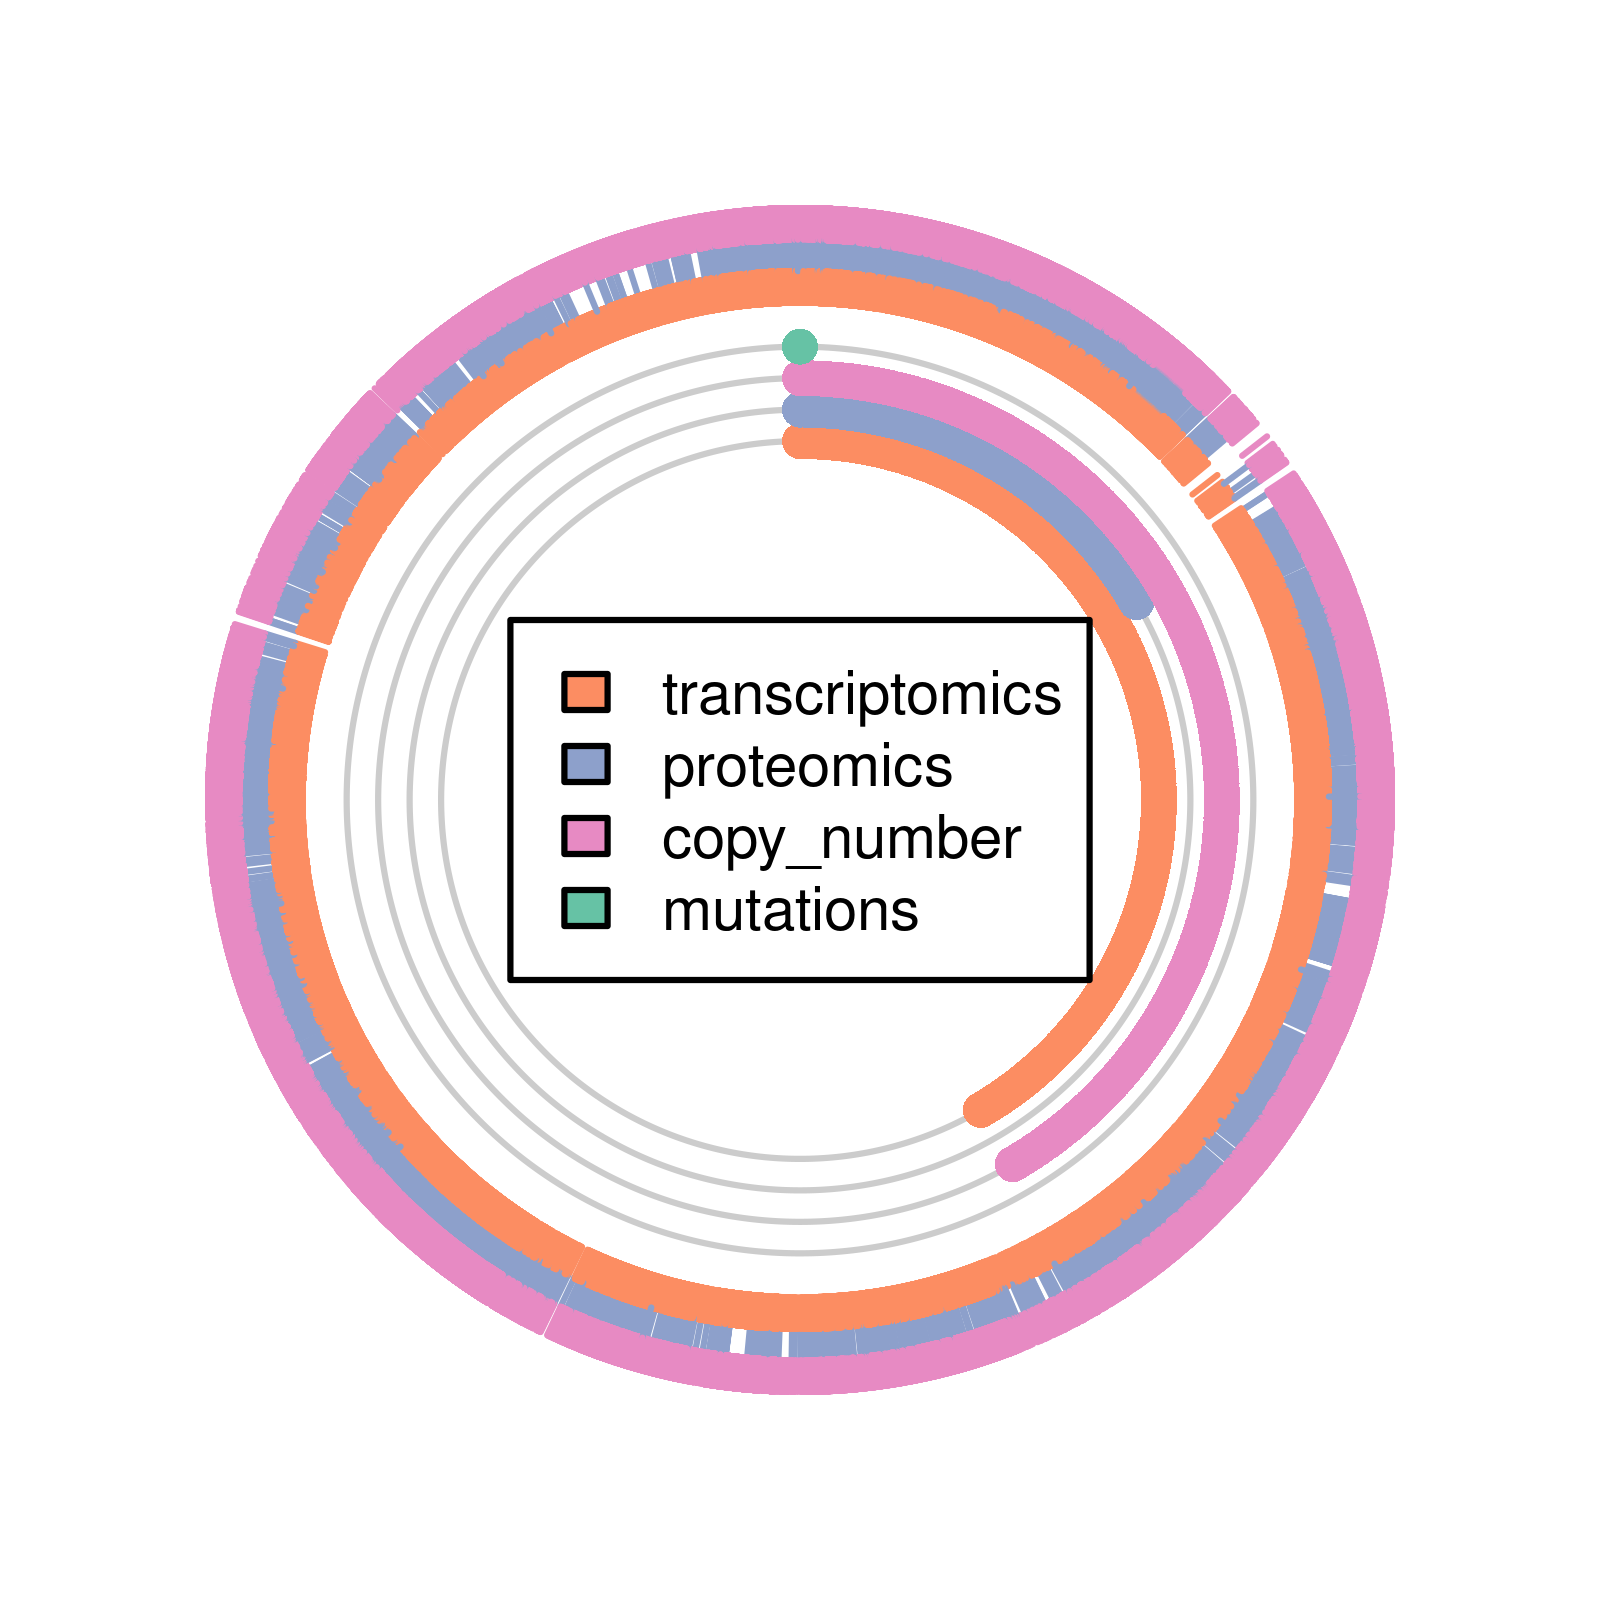 transcriptomics
proteomics
copy_number
mutations